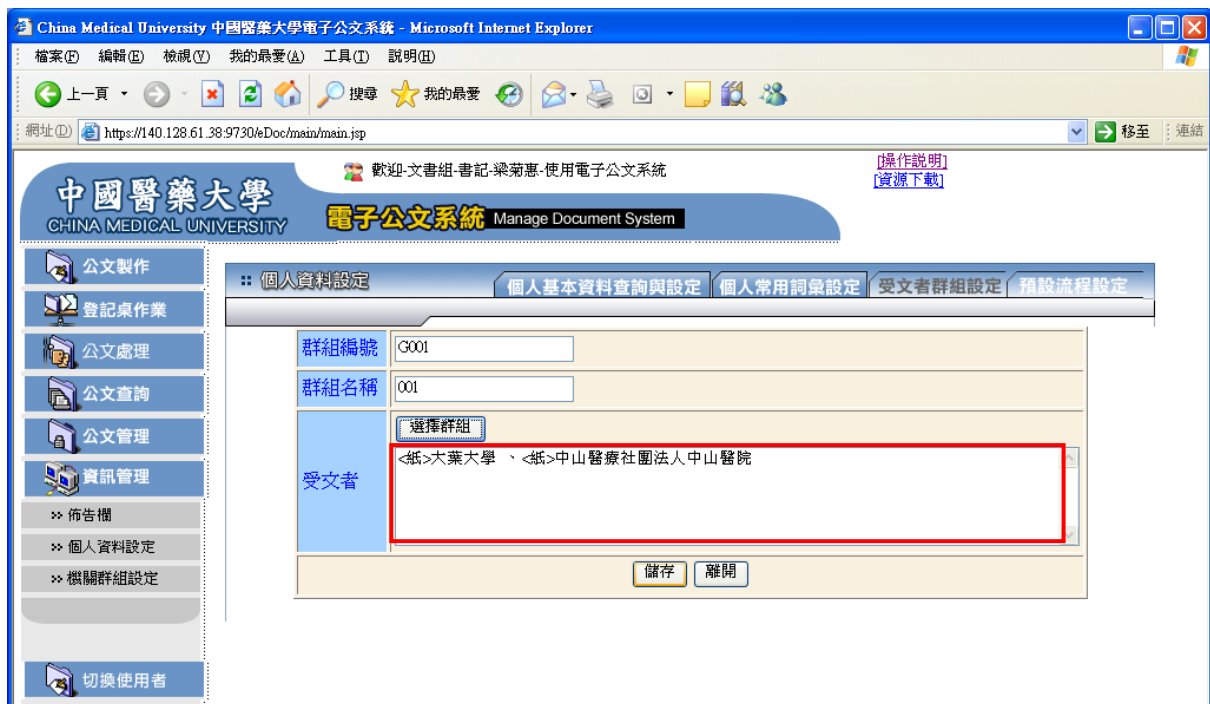 China Medical University 中國醫藥大學電子公文系統 - Microsoft Internet Explorer
檔案(F) 編輯(E) 檢視(V) 我的最愛(A) 工具(T) 說明(H)
上一頁 搜尋 我的最愛
網址(D) https://140.128.61.38:9730/eDoc/main/main.jsp 移至 連結
歡迎-文書組-書記-梁菊惠-使用電子公文系統
[操作說明]
[資源下載]
中國醫藥大學
CHINA MEDICAL UNIVERSITY
電子公文系統 Manage Document System
公文製作
登記桌作業
公文處理
公文查詢
公文管理
資訊管理
佈告欄
個人資料設定
機關群組設定
切換使用者
個人資料設定
個人基本資料查詢與設定 個人常用詞彙設定 受文者群組設定 預設流程設定
群組編號 G001
群組名稱 001
選擇群組
受文者 <紙>大葉大學 、<紙>中山醫療社團法人中山醫院
儲存 離開